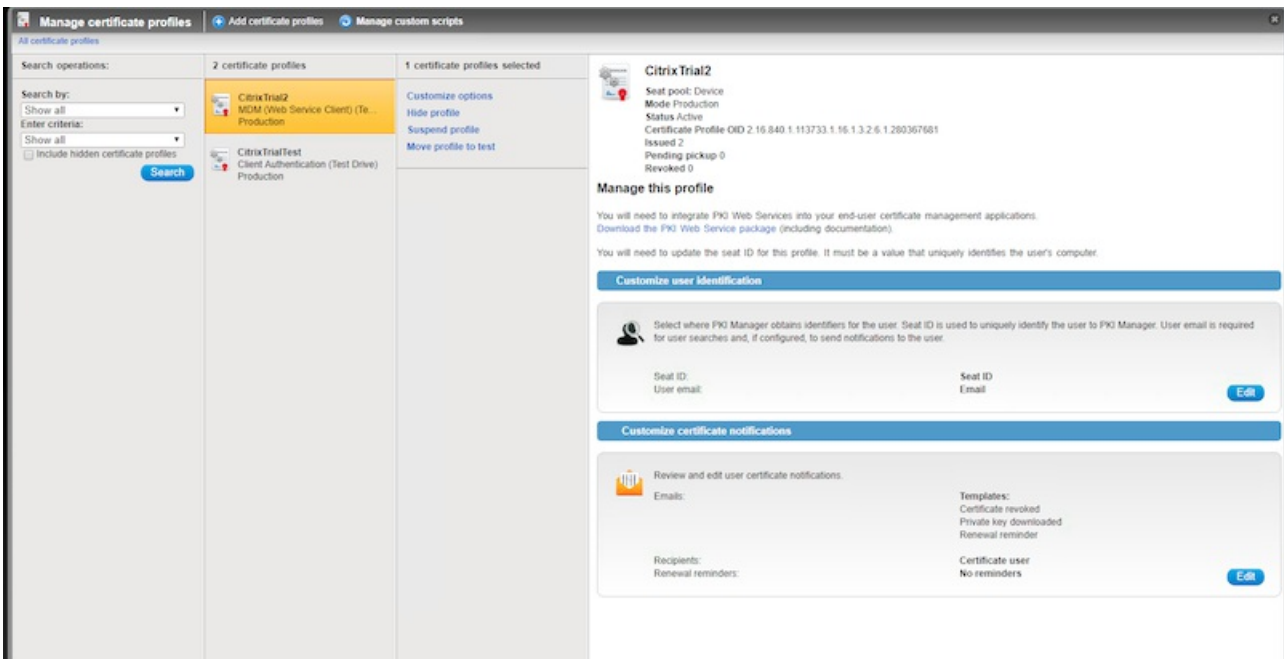 Manage certificate profiles
Add certificate profiles
Manage custom scripts
All certificate profiles
Search operations:
Search by:
Show all
Enter criteria:
Show all
Include hidden certificate profiles
Search
2 certificate profiles
CitrixTrial2
MDM (Web Service Client) (Te...
Production
CitrixTrialTest
Client Authentication (Test Drive)
Production
1 certificate profiles selected
Customize options
Hide profile
Suspend profile
Move profile to test
CitrixTrial2
Seat pool: Device
Mode Production
Status Active
Certificate Profile OID 2.16.840.1.113733.1.16.1.3.2.6.1.280367681
Issued 2
Pending pickup 0
Revoked 0
Manage this profile
You will need to integrate PKI Web Services into your end-user certificate management applications.
Download the PKI Web Service package (including documentation).
You will need to update the seat ID for this profile. It must be a value that uniquely identifies the user's computer.
Customize user identification
Select where PKI Manager obtains identifiers for the user. Seat ID is used to uniquely identify the user to PKI Manager. User email is required
for user searches and, if configured, to send notifications to the user.
Seat ID: Seat ID
User email: Email
Edit
Customize certificate notifications
Review and edit user certificate notifications.
Emails: Templates:
Certificate revoked
Private key downloaded
Renewal reminder
Recipients: Certificate user
Renewal reminders: No reminders
Edit